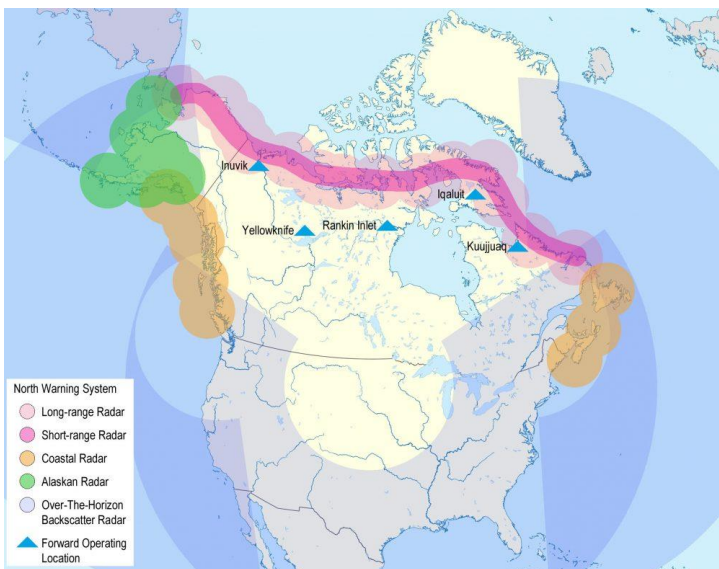 Inuvik
Iqaluit
Yellowknife
Rankin Inlet
Kuujjuaq
North Warning System
Long-range Radar
Short-range Radar
Coastal Radar
Alaskan Radar
Over-The-Horizon
Backscatter Radar
Forward Operating
Location